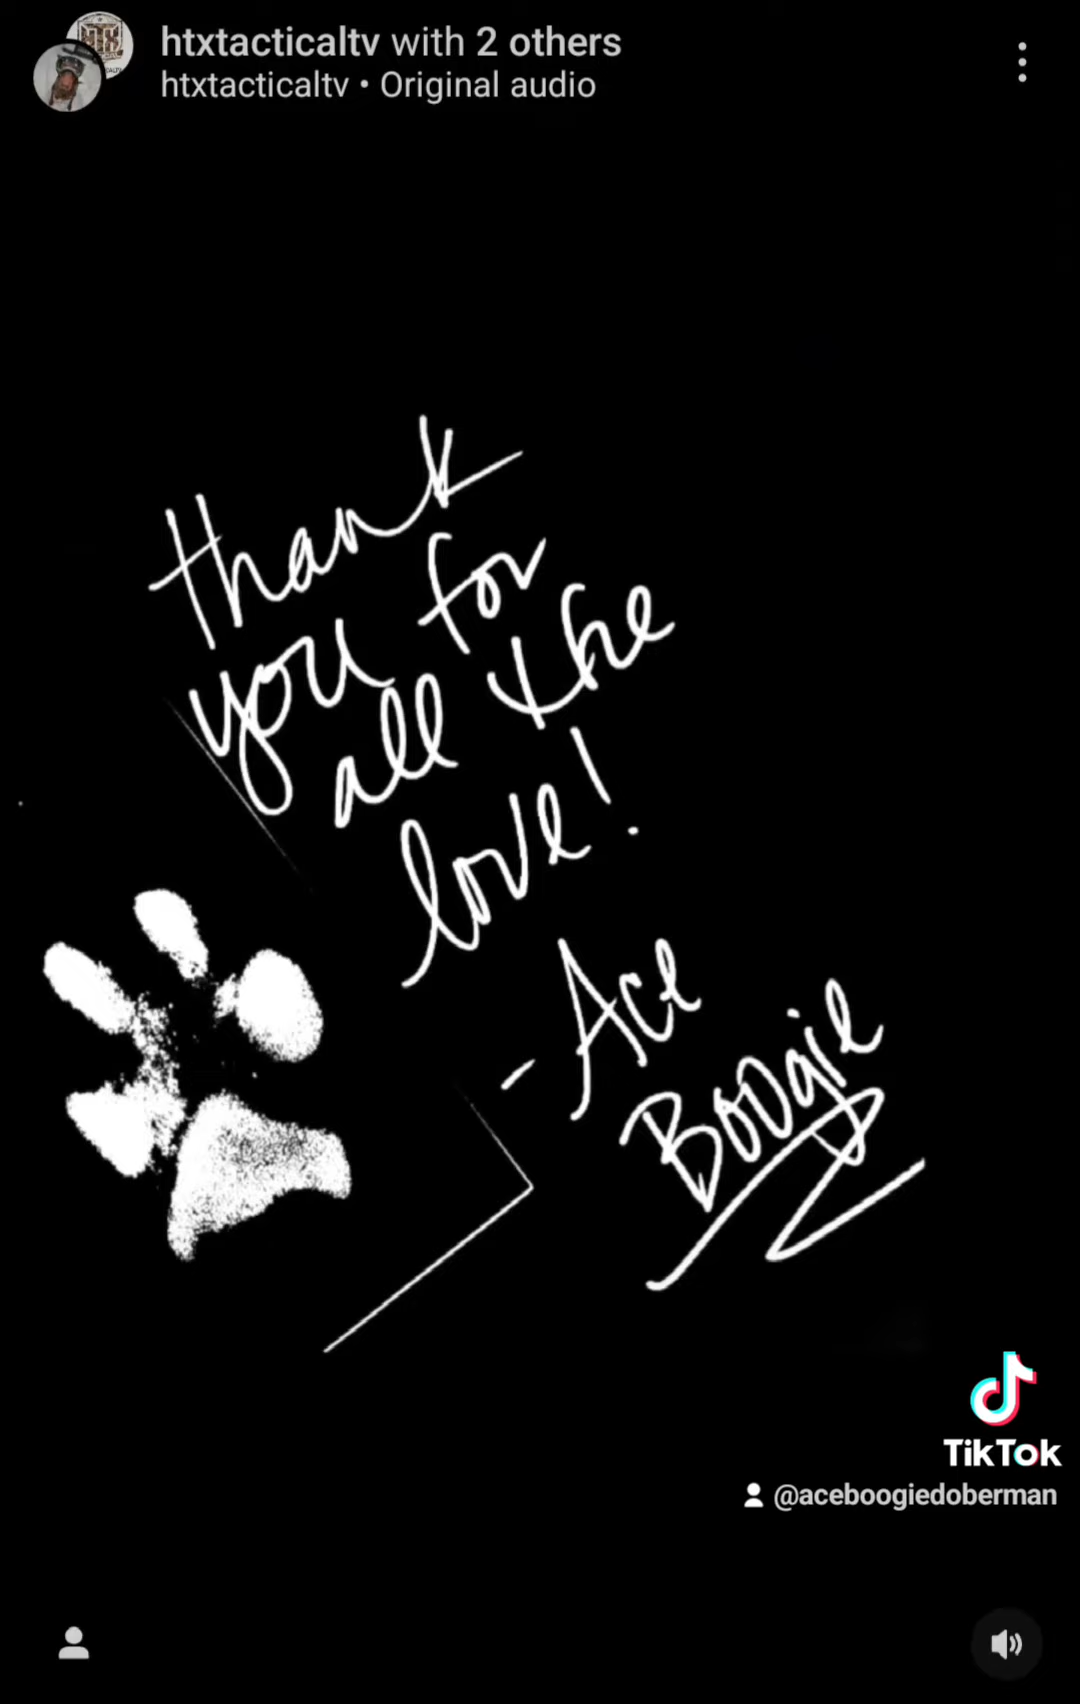 htxtacticaltv with 2 others
htxtacticaltv • Original audio
thank
you for
all the
love!
- Ace
Boogie
TikTok
@aceboogiedoberman